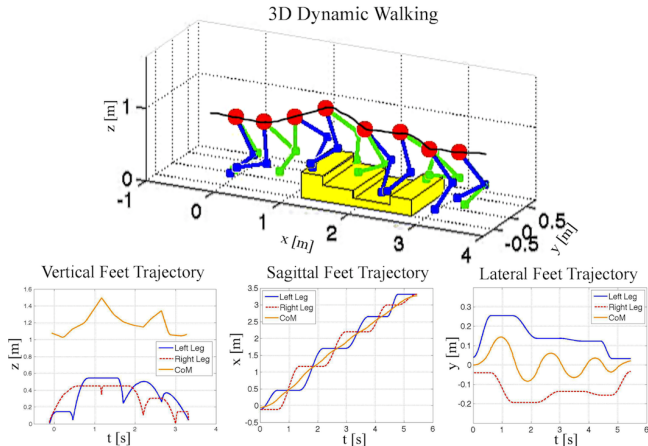 3D Dynamic Walking
z [m]
1
0
-1
0
1
2
3
4
x [m]
-0.5
0
0.5
y [m]
Vertical Feet Trajectory
Sagittal Feet Trajectory
Lateral Feet Trajectory
z [m]
1.6
1.4
1.2
1
0.8
0.6
0.4
0.2
0
-1
0
1
2
3
4
t [s]
Left Leg
Right Leg
CoM
x [m]
3.5
3
2.5
2
1.5
1
0.5
0
-0.5
0
1
2
3
4
5
6
t [s]
Left Leg
Right Leg
CoM
y [m]
0.3
0.2
0.1
0
-0.1
-0.2
0
1
2
3
4
5
6
t [s]
Left Leg
Right Leg
CoM